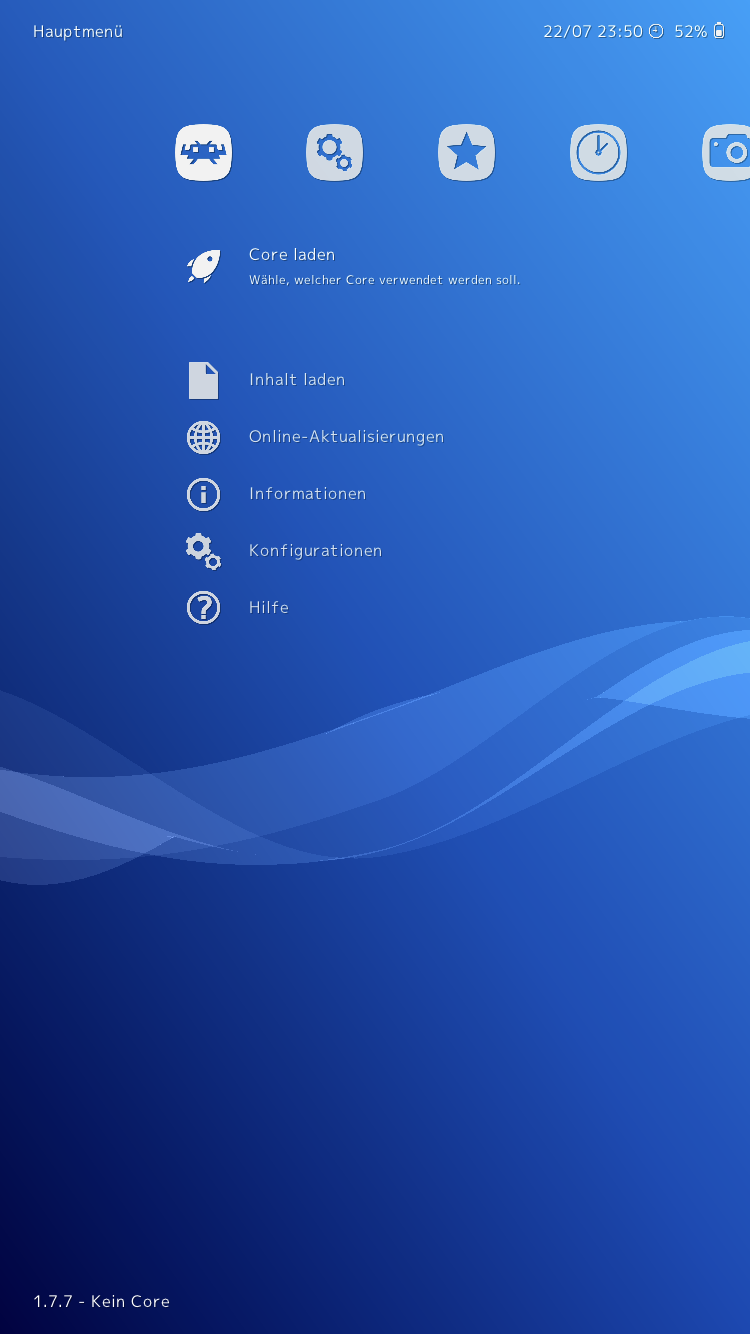 Hauptmenü
22/07 23:50 52%
Core laden
Wähle, welcher Core verwendet werden soll.
Inhalt laden
Online-Aktualisierungen
Informationen
Konfigurationen
Hilfe
1.7.7 - Kein Core